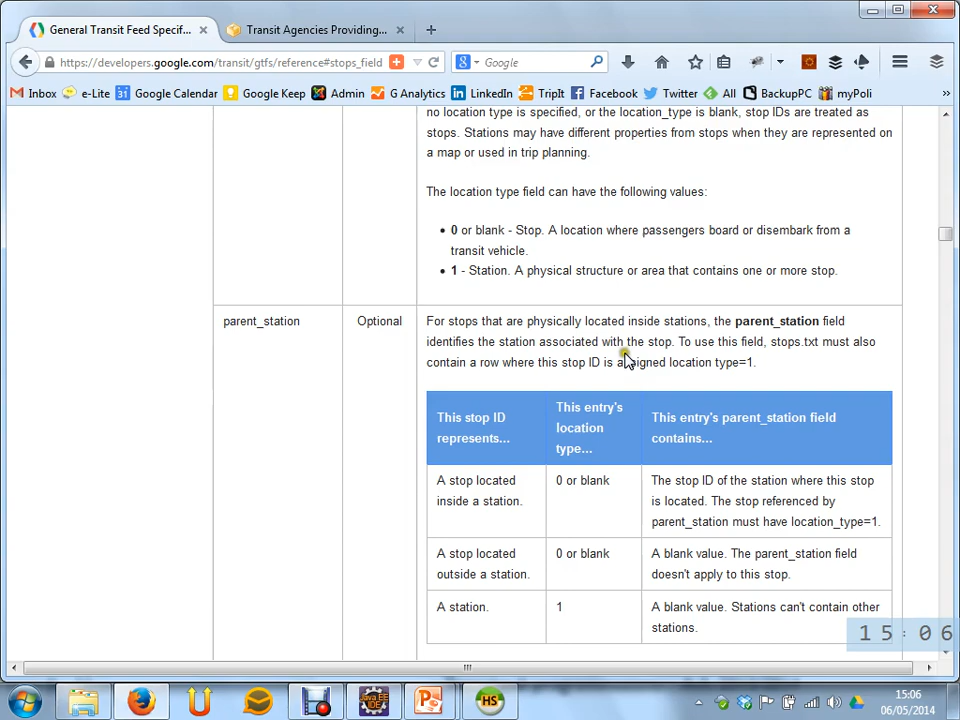 General Transit Feed Specif...
Transit Agencies Providing...
https://developers.google.com/transit/gtfs/reference#stops_field
Google
Inbox e-Lite Google Calendar Google Keep Admin G Analytics LinkedIn TripIt Facebook Twitter All BackupPC myPoli »
no location type is specified, or the location_type is blank, stop IDs are treated as
stops. Stations may have different properties from stops when they are represented on
a map or used in trip planning.
The location type field can have the following values:
• 0 or blank - Stop. A location where passengers board or disembark from a
transit vehicle.
• 1 - Station. A physical structure or area that contains one or more stop.
parent_station
Optional
For stops that are physically located inside stations, the parent_station field
identifies the station associated with the stop. To use this field, stops.txt must also
contain a row where this stop ID is assigned location type=1.
This stop ID
represents...
This entry's
location
type...
This entry's parent_station field
contains...
A stop located
inside a station.
0 or blank
The stop ID of the station where this stop
is located. The stop referenced by
parent_station must have location_type=1.
A stop located
outside a station.
0 or blank
A blank value. The parent_station field
doesn't apply to this stop.
A station.
1
A blank value. Stations can't contain other
stations.
15:06
Java EE
IDE
HS
15:06
06/05/2014